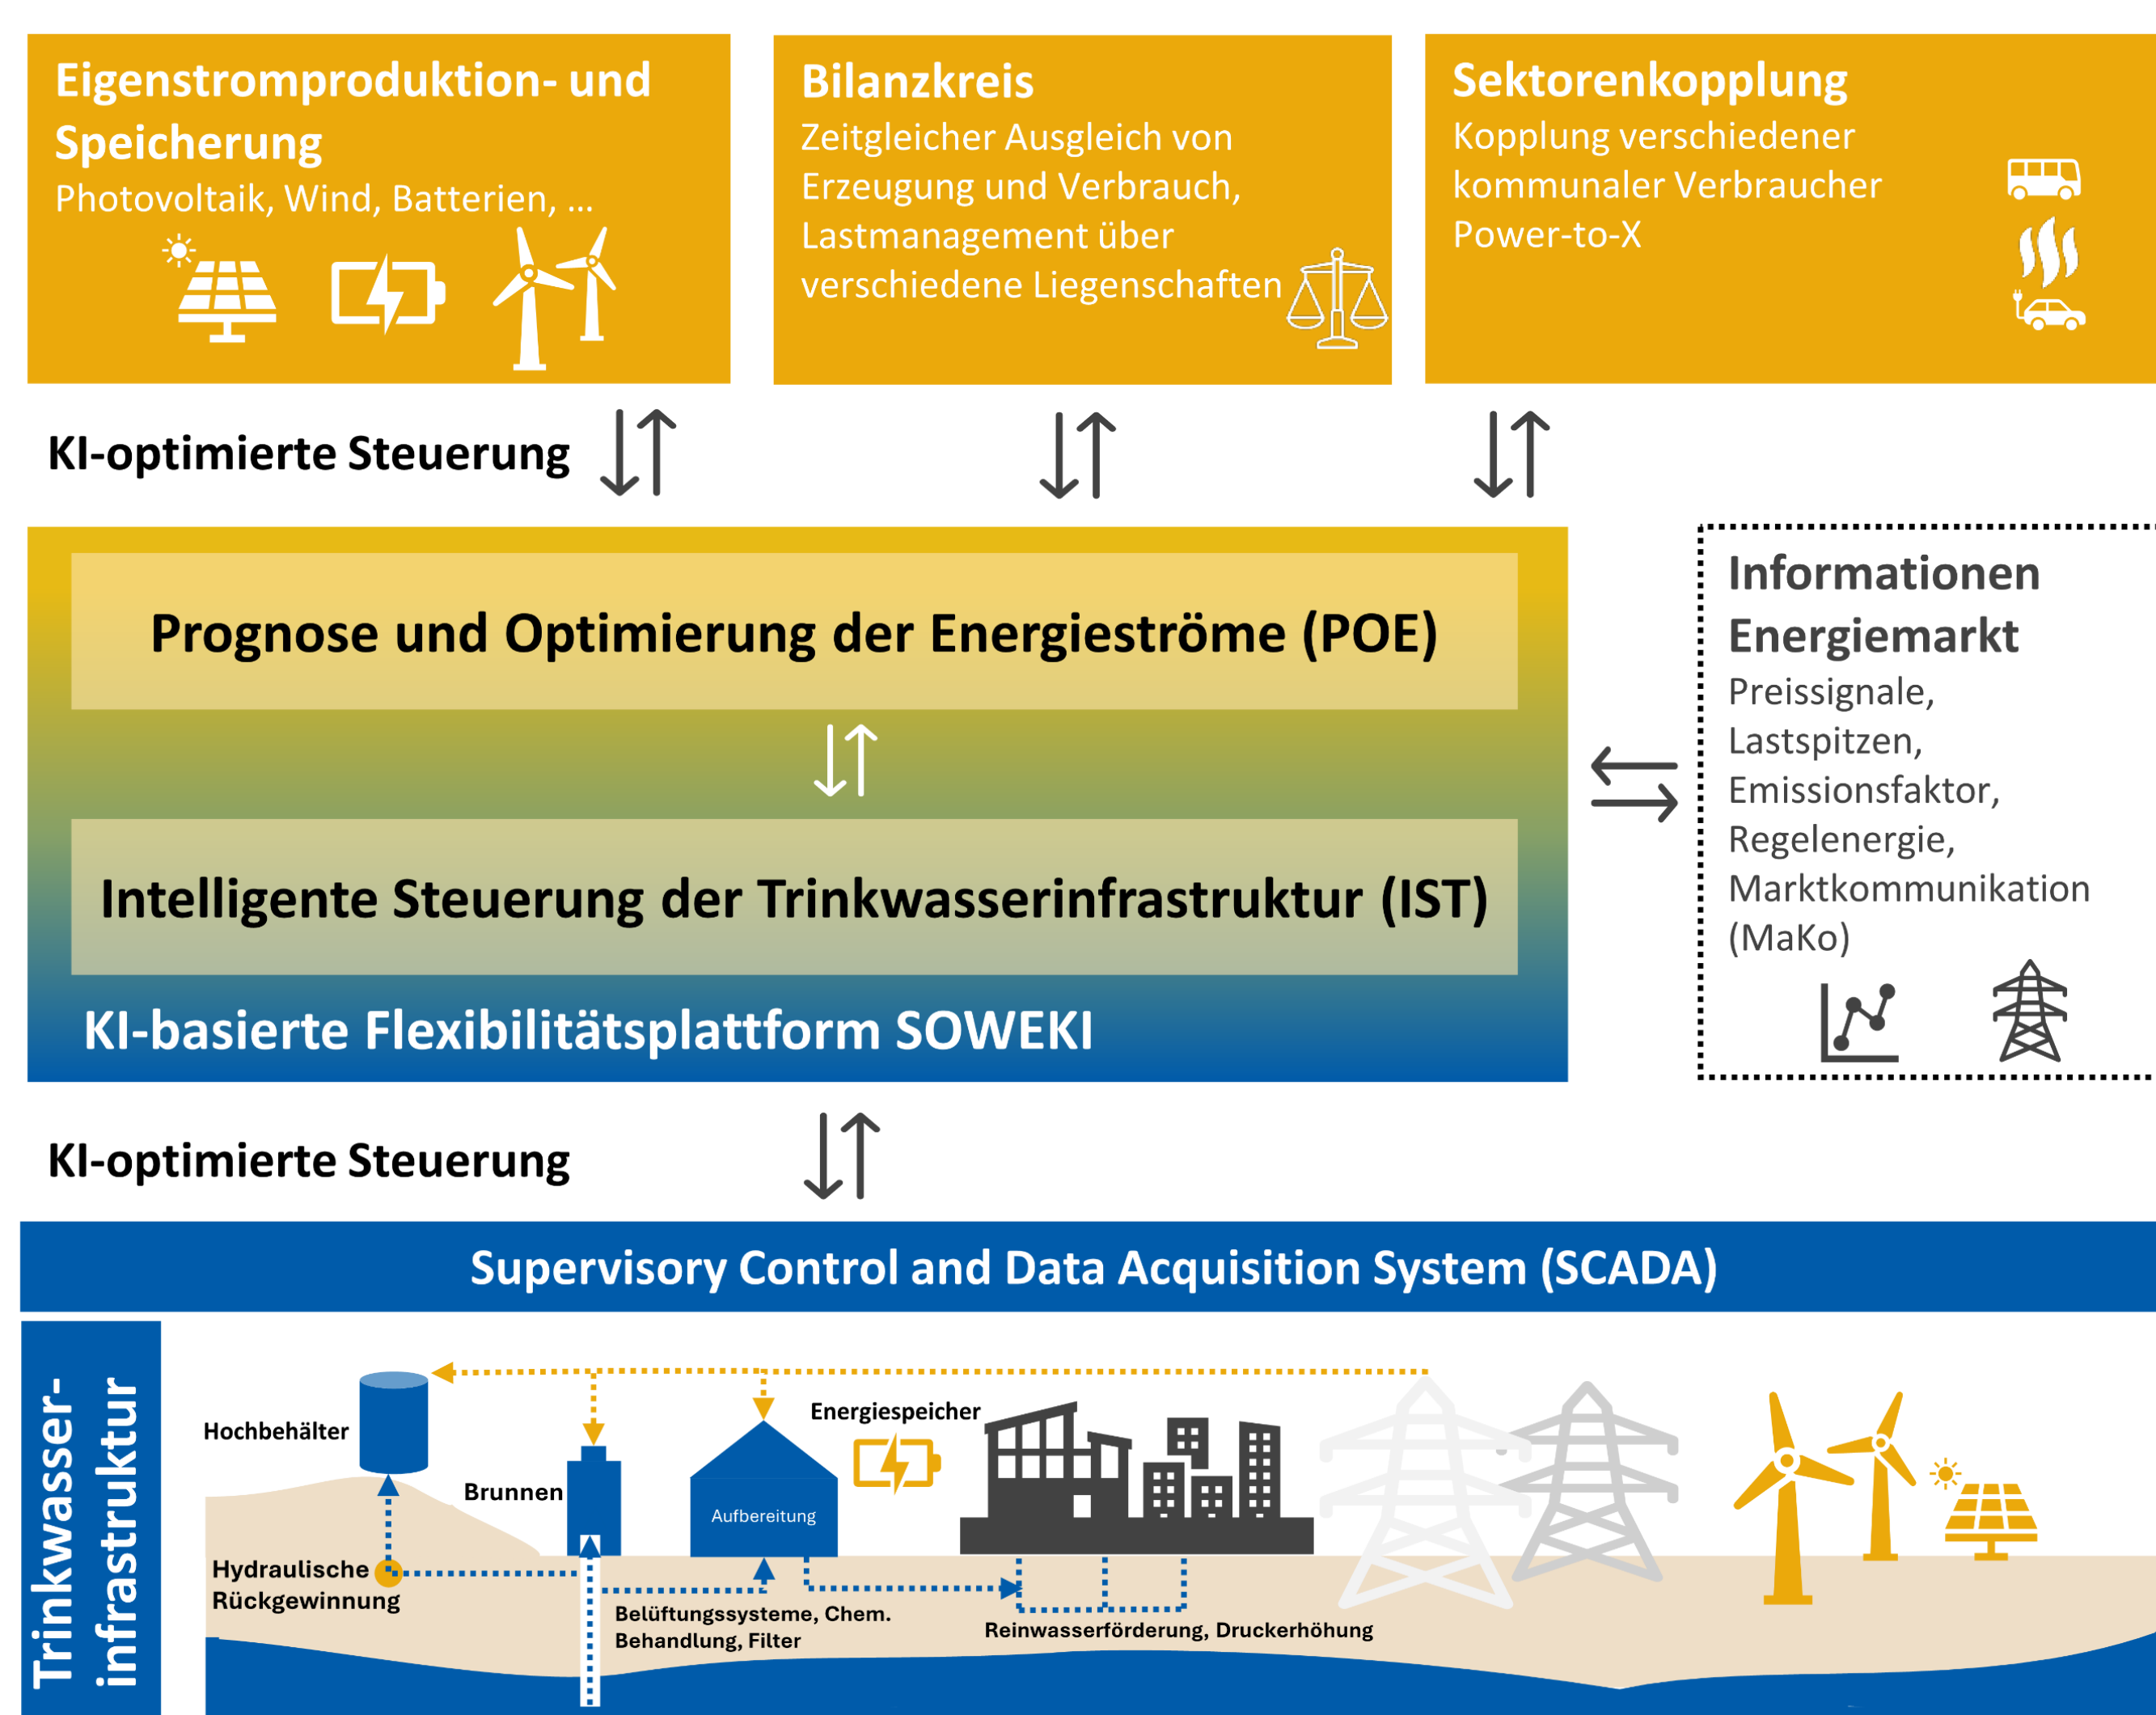 Eigenstromproduktion- und
Speicherung
Photovoltaik, Wind, Batterien, ...
Bilanzkreis
Zeitgleicher Ausgleich von
Erzeugung und Verbrauch,
Lastmanagement über
verschiedene Liegenschaften
Sektorenkopplung
Kopplung verschiedener
kommunaler Verbraucher
Power-to-X
KI-optimierte Steuerung
Prognose und Optimierung der Energieströme (POE)
Intelligente Steuerung der Trinkwasserinfrastruktur (IST)
KI-basierte Flexibilitätsplattform SOWEKI
Informationen
Energiemarkt
Preissignale,
Lastspitzen,
Emissionsfaktor,
Regelenergie,
Marktkommunikation
(MaKo)
KI-optimierte Steuerung
Supervisory Control and Data Acquisition System (SCADA)
Trinkwasser-
infrastruktur
Hochbehälter
Brunnen
Aufbereitung
Energiespeicher
Hydraulische
Rückgewinnung
Belüftungssysteme, Chem.
Behandlung, Filter
Reinwasserförderung, Druckerhöhung